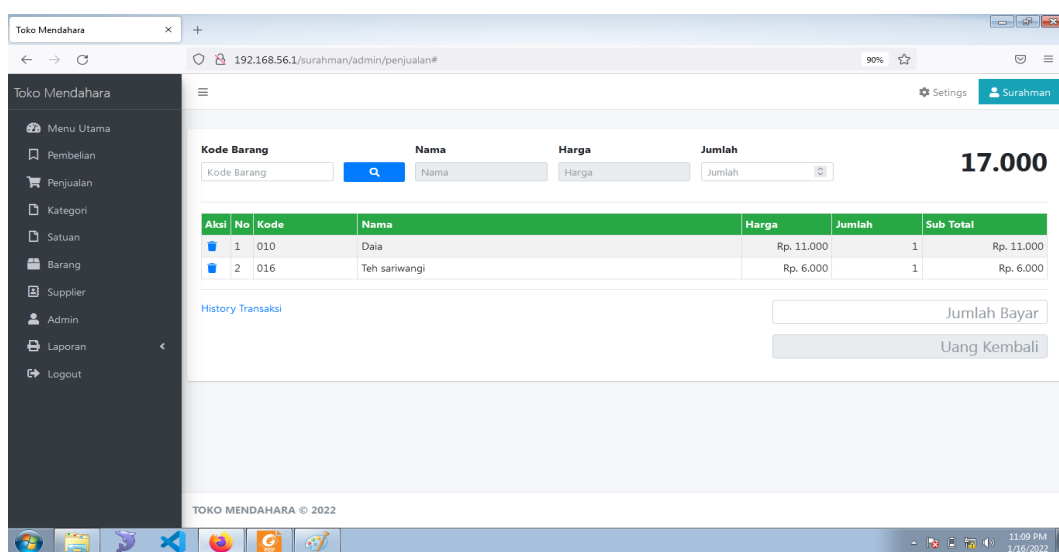 Toko Mendahara
192.168.56.1/surahman/admin/penjualan#
90%
Toko Mendahara
Setings
Surahman
Menu Utama
Pembelian
Penjualan
Kategori
Satuan
Barang
Supplier
Admin
Laporan
Logout
Kode Barang Nama Harga Jumlah
Kode Barang Nama Harga Jumlah
17.000
Aksi No Kode Nama Harga Jumlah Sub Total
1 010 Daia Rp. 11.000 1 Rp. 11.000
2 016 Teh sariwangi Rp. 6.000 1 Rp. 6.000
History Transaksi
Jumlah Bayar
Uang Kembali
TOKO MENDAHARA © 2022
11:09 PM
1/16/2022